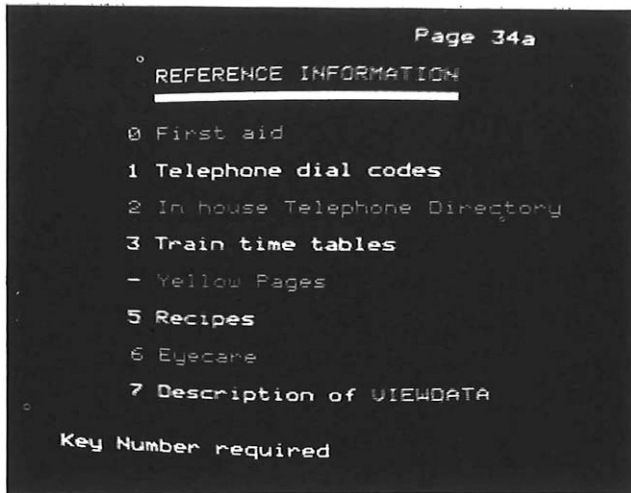 Page 34a
REFERENCE INFORMATION
0 First aid
1 Telephone dial codes
2 In house Telephone Directory
3 Train time tables
- Yellow Pages
5 Recipes
6 Eyecare
7 Description of VIEWDATA
Key Number required